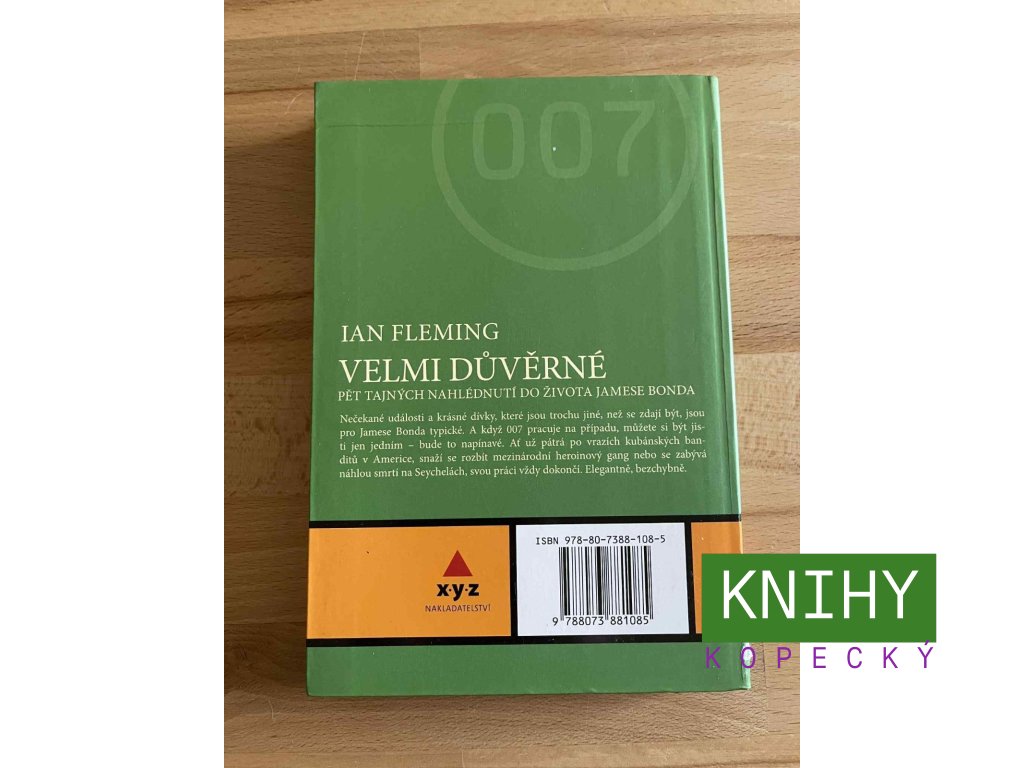 007
IAN FLEMING
VELMI DŮVĚRNÉ
PĚT TAJNÝCH NAHLÉDNUTÍ DO ŽIVOTA JAMESE BONDA
Nečekané události a krásné dívky, které jsou trochu jiné, než se zdají být, jsou
pro Jamese Bonda typické. A když 007 pracuje na případu, můžete si být jis-
ti jen jedním – bude to napínavé. Ať už pátrá po vrazích kubánských ban-
ditů v Americe, snaží se rozbít mezinárodní heroinový gang nebo se zabývá
náhlou smrtí na Seychelách, svou práci vždy dokončí. Elegantně, bezchybně.
ISBN 978-80-7388-108-5
x·y·z
NAKLADATELSTVÍ
9 788073 881085
KNIHY
KOPECKÝ